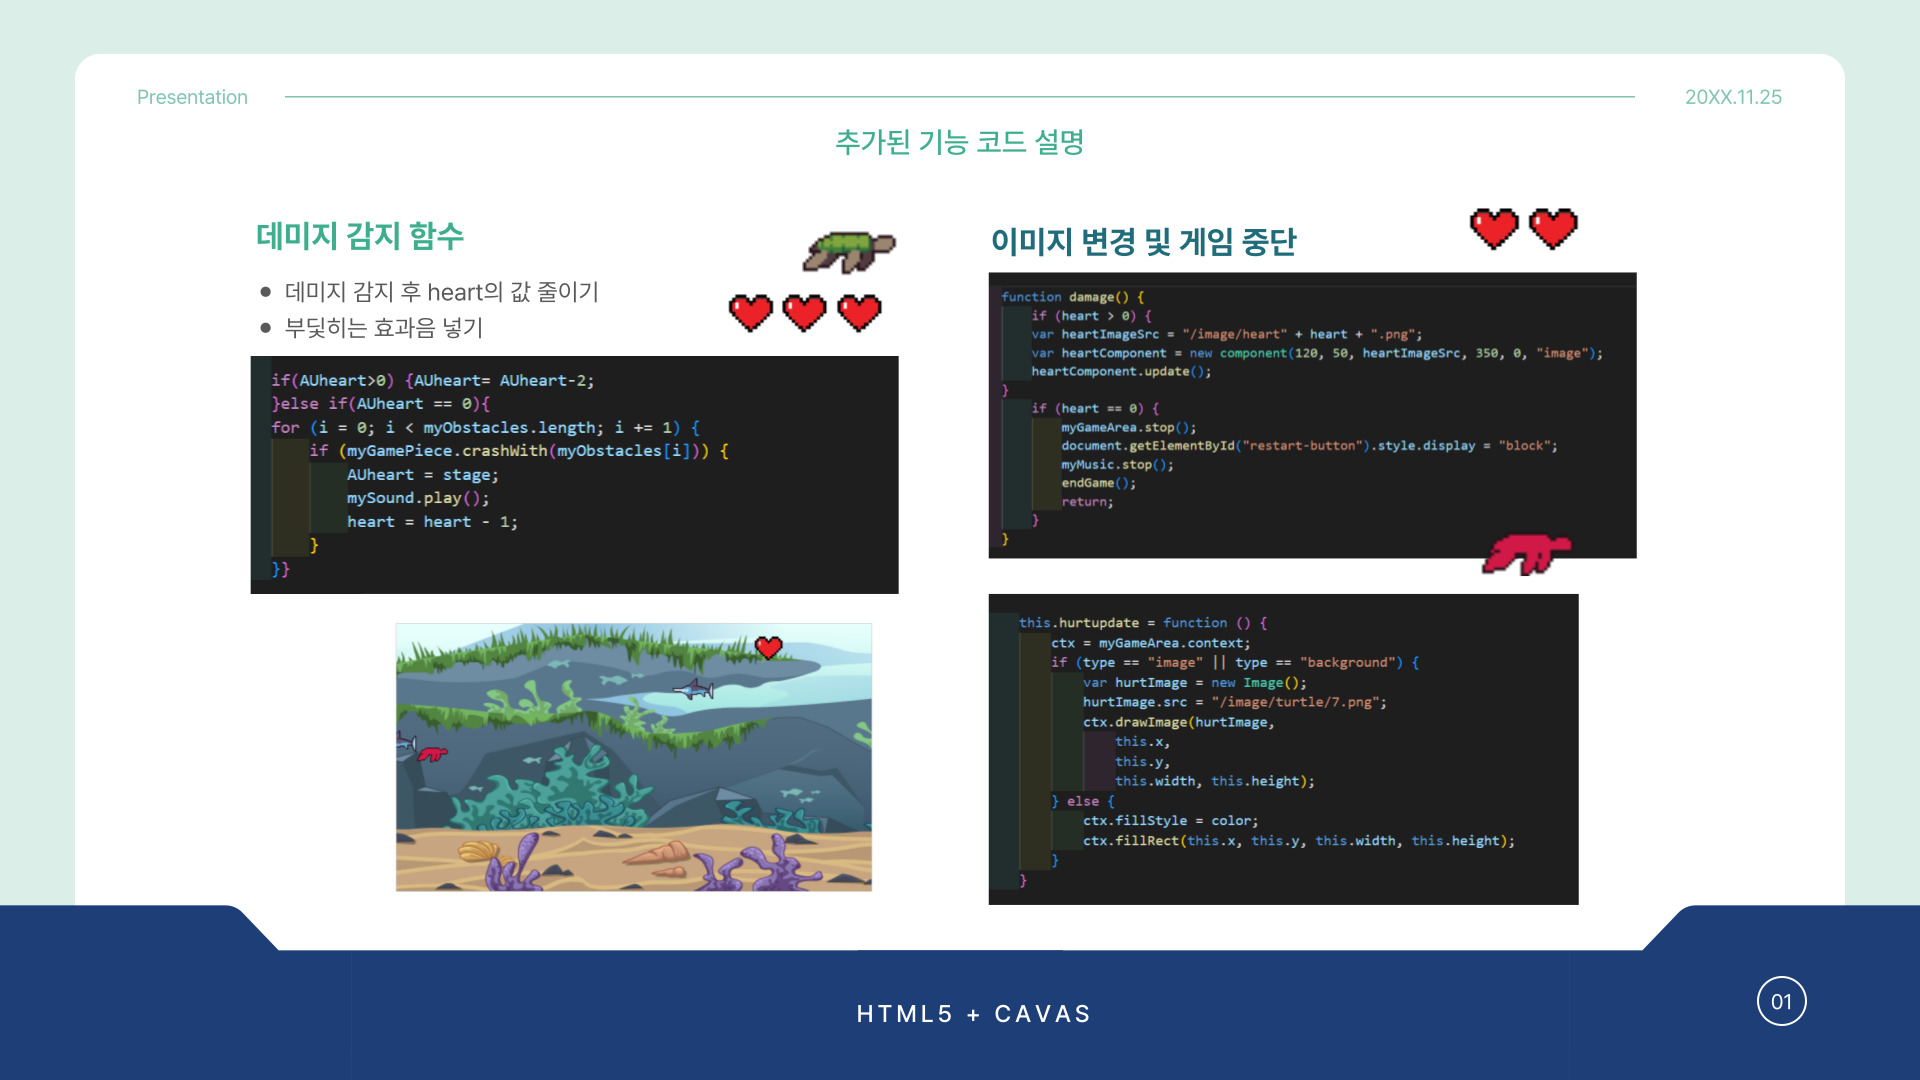 Presentation
20XX.11.25
추가된 기능 코드 설명
데미지 감지 함수
● 데미지 감지 후 heart의 값 줄이기
● 부딫히는 효과음 넣기
if(AUheart>0) {AUheart= AUheart-2;
}else if(AUheart == 0){
for (i = 0; i < myObstacles.length; i += 1) {
if (myGamePiece.crashWith(myObstacles[i])) {
AUheart = stage;
mySound.play();
heart = heart - 1;
}
}}
이미지 변경 및 게임 중단
function damage() {
if (heart > 0) {
var heartImageSrc = "/image/heart" + heart + ".png";
var heartComponent = new component(120, 50, heartImageSrc, 350, 0, "image");
heartComponent.update();
}
if (heart == 0) {
myGameArea.stop();
document.getElementById("restart-button").style.display = "block";
myMusic.stop();
endGame();
return;
}
}
this.hurtupdate = function () {
ctx = myGameArea.context;
if (type == "image" || type == "background") {
var hurtImage = new Image();
hurtImage.src = "/image/turtle/7.png";
ctx.drawImage(hurtImage,
this.x,
this.y,
this.width, this.height);
} else {
ctx.fillStyle = color;
ctx.fillRect(this.x, this.y, this.width, this.height);
}
}
HTML5 + CAVAS
01